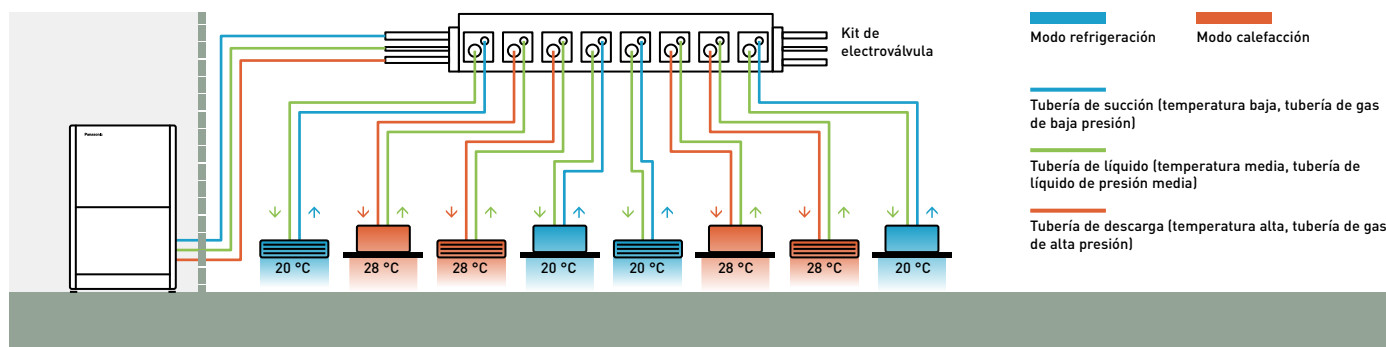 Kit de
electroválvula
Modo refrigeración
Modo calefacción
Tubería de succión (temperatura baja, tubería de gas
de baja presión)
Tubería de líquido (temperatura media, tubería de
líquido de presión media)
Tubería de descarga (temperatura alta, tubería de gas
de alta presión)
Panasonic
20 °C
28 °C
28 °C
20 °C
20 °C
28 °C
28 °C
20 °C